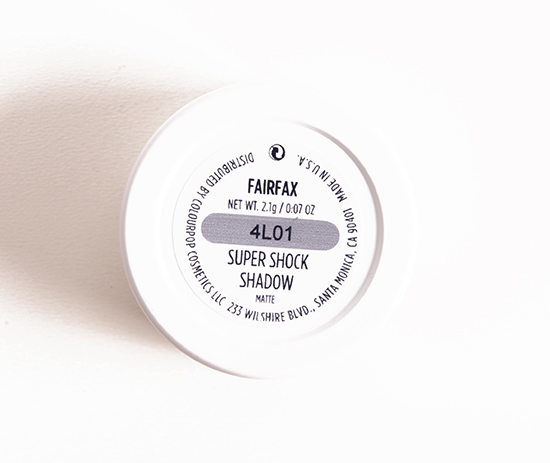 FAIRFAX
NET WT. 2.1g / 0.07 OZ
4L01
SUPER SHOCK
SHADOW
MATTE
DISTRIBUTED BY COLOURPOP COSMETICS LLC 233 WILSHIRE BLVD., SANTA MONICA, CA 90401 MADE IN U.S.A.